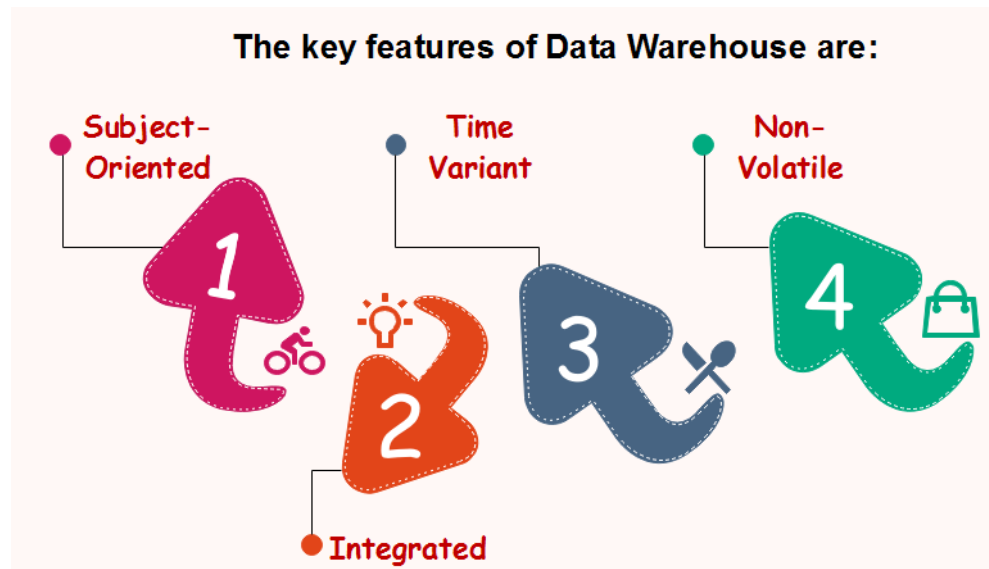 The key features of Data Warehouse are:
Subject-
Oriented
1
2
Integrated
Time
Variant
3
Non-
Volatile
4